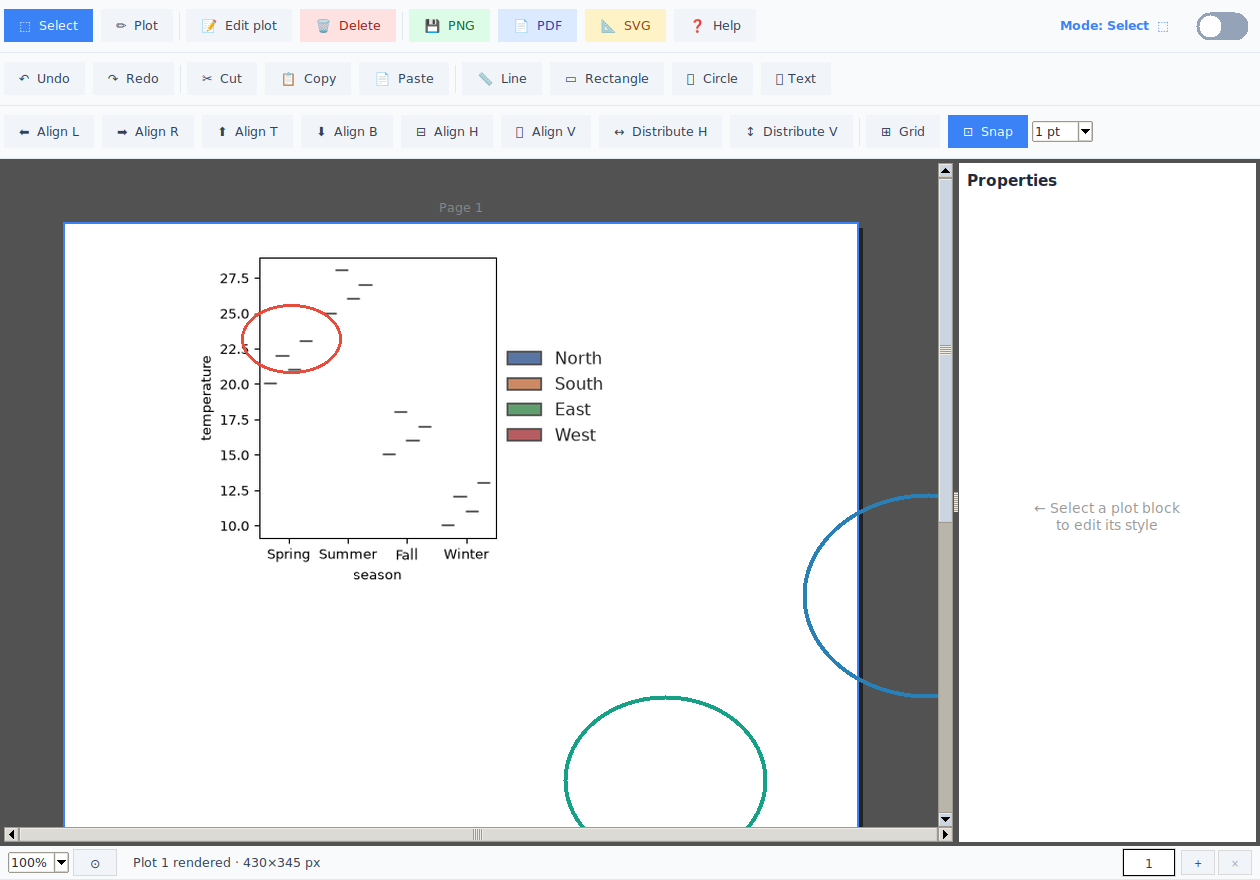 Select Plot Edit plot Delete PNG PDF SVG Help Mode: Select
Undo Redo Cut Copy Paste Line Rectangle Circle Text
Align L Align R Align T Align B Align H Align V Distribute H Distribute V Grid Snap 1 pt
Properties
Page 1
27.5
25.0
22.5
20.0
17.5
15.0
12.5
10.0
temperature
Spring Summer Fall Winter
season
North
South
East
West
← Select a plot block
to edit its style
100% Plot 1 rendered · 430×345 px 1 + ×